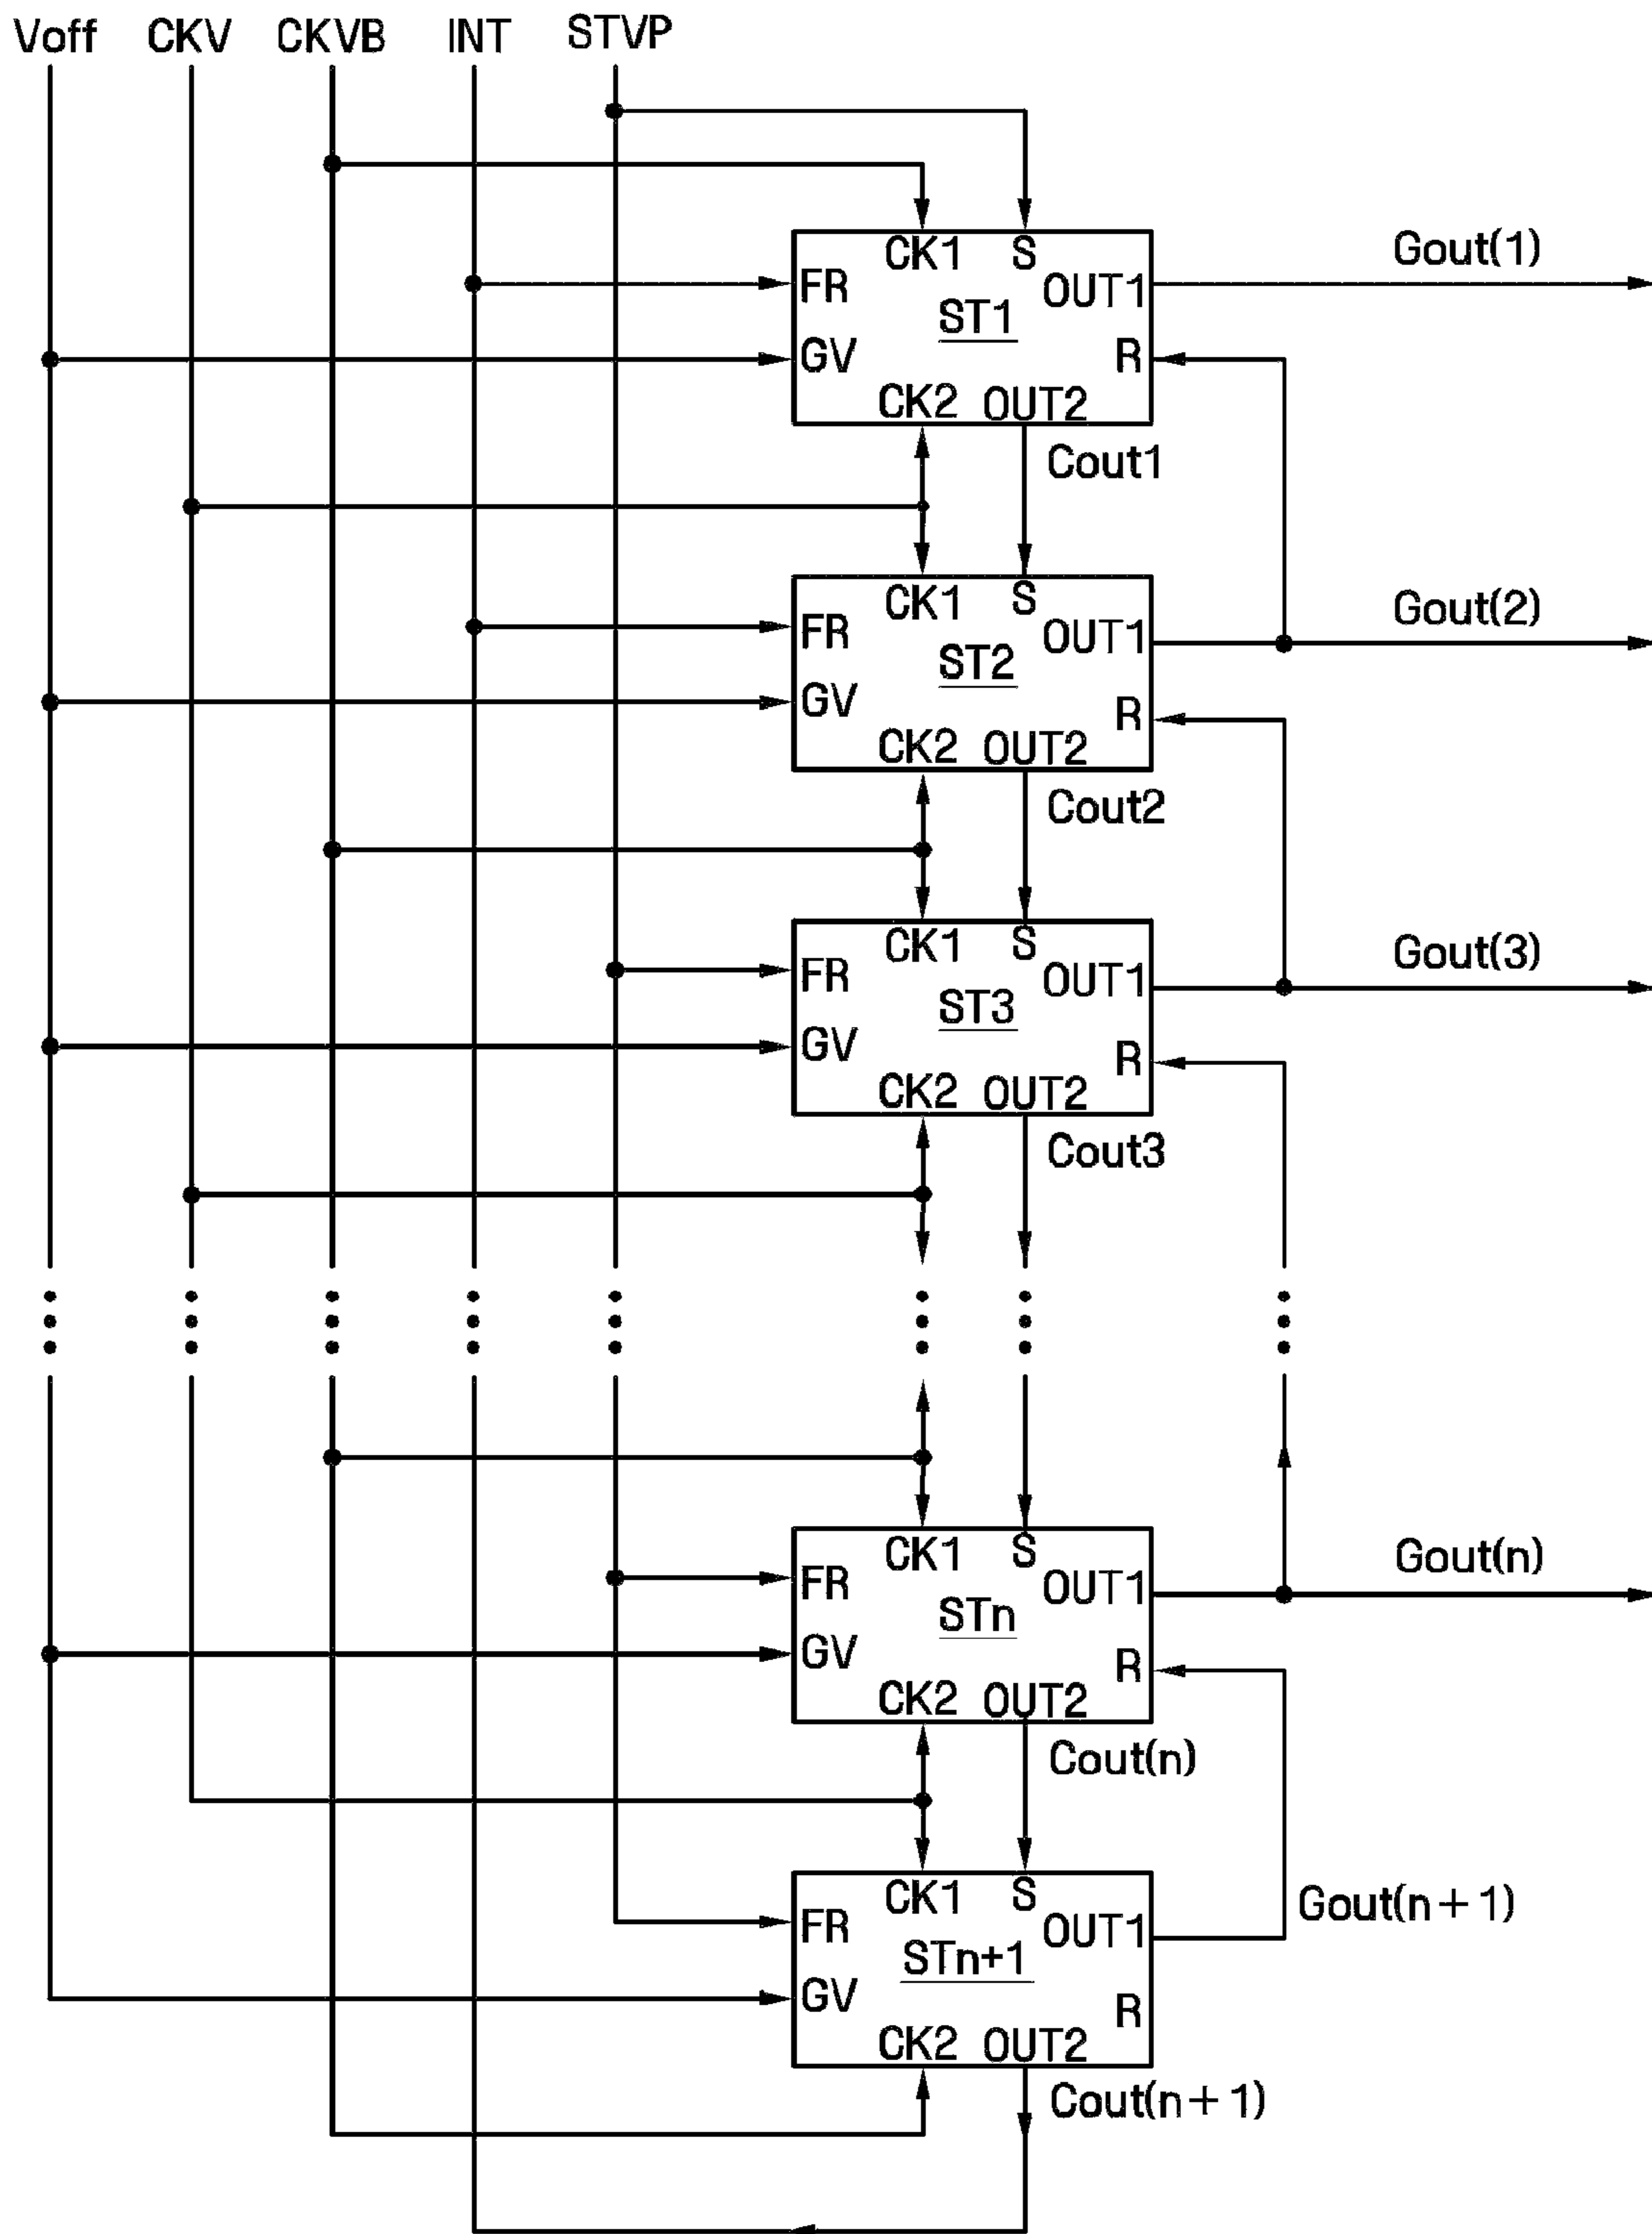 Voff CKV CKVB INT STVP
CK1 S
FR OUT1 Gout(1)
ST1
GV R
CK2 OUT2
Cout1
CK1 S
FR OUT1 Gout(2)
ST2
GV R
CK2 OUT2
Cout2
CK1 S
FR OUT1 Gout(3)
ST3
GV R
CK2 OUT2
Cout3
CK1 S
FR OUT1 Gout(n)
STn
GV R
CK2 OUT2
Cout(n)
CK1 S
FR OUT1 Gout(n+1)
STn+1
GV R
CK2 OUT2
Cout(n+1)